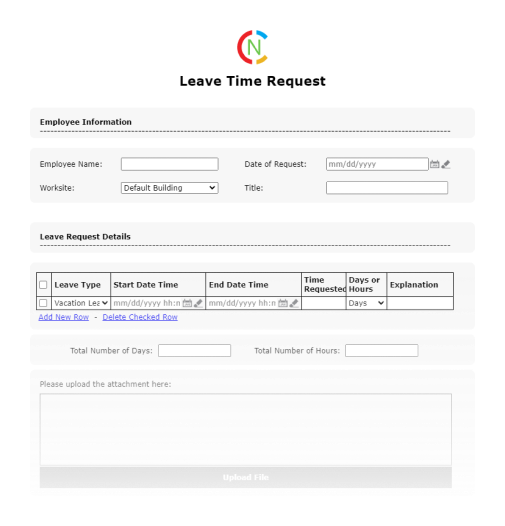 N
Leave Time Request
Employee Information
Employee Name: Date of Request: mm/dd/yyyy
Worksite: Default Building Title:
Leave Request Details
Leave Type Start Date Time End Date Time Time Requested Days or Hours Explanation
Vacation Lea mm/dd/yyyy hh:n mm/dd/yyyy hh:n Days
Add New Row - Delete Checked Row
Total Number of Days: Total Number of Hours:
Please upload the attachment here:
Upload File